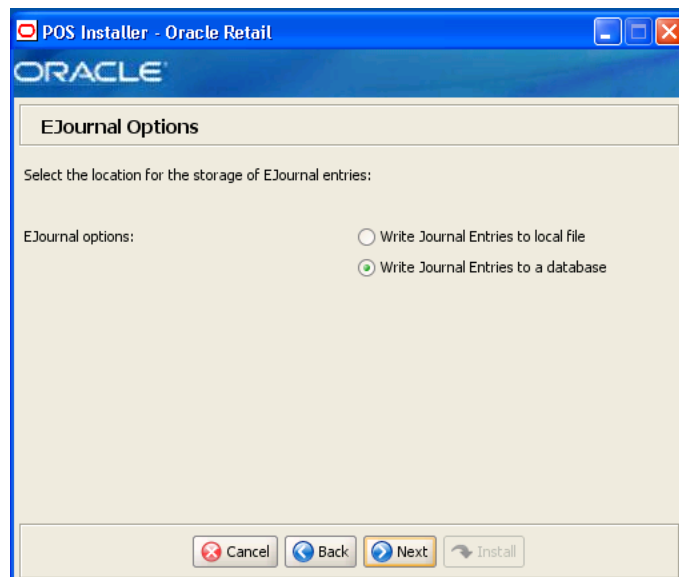 POS Installer - Oracle Retail
ORACLE
EJournal Options
Select the location for the storage of EJournal entries:
EJournal options:
Write Journal Entries to local file
Write Journal Entries to a database
Cancel
Back
Next
Install